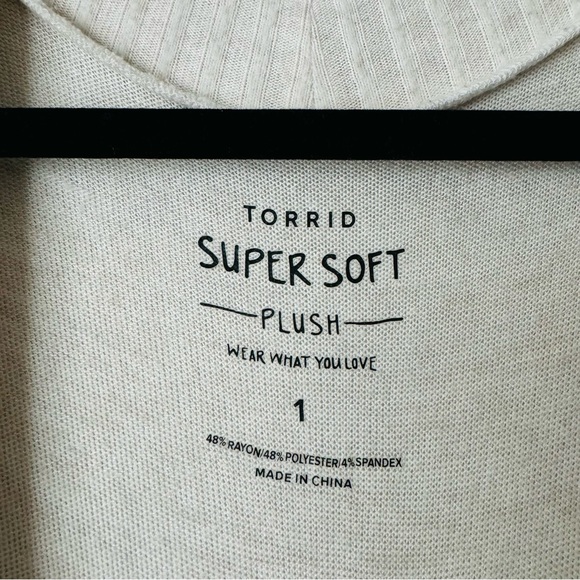 TORRID
SUPER SOFT
PLUSH
WEAR WHAT YOU LOVE
1
48% RAYON/48% POLYESTER/4% SPANDEX
MADE IN CHINA